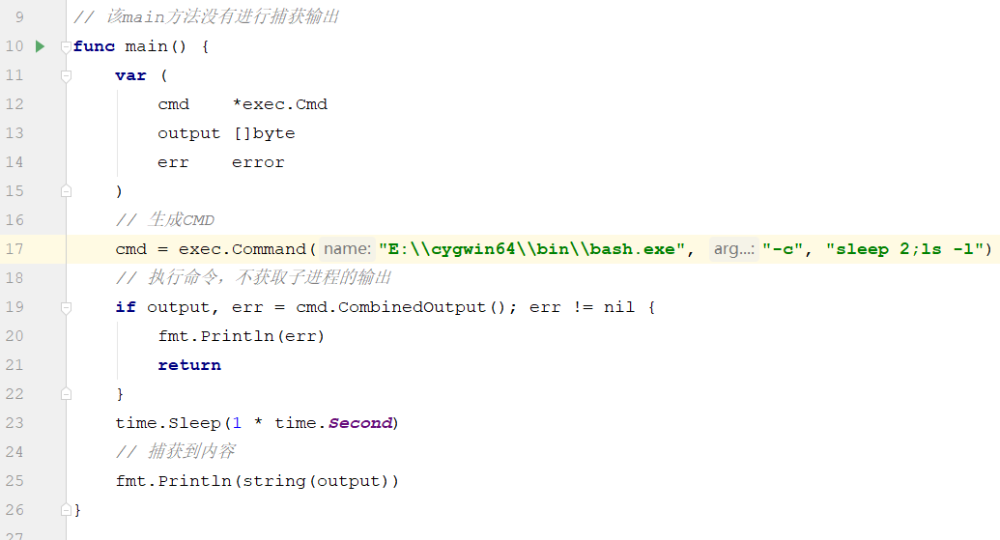 9 // 该main方法没有进行捕获输出
10 func main() {
11 var (
12 cmd *exec.Cmd
13 output []byte
14 err error
15 )
16 // 生成CMD
17 cmd = exec.Command( name: "E:\\cygwin64\\bin\\bash.exe", arg...: "-c", "sleep 2;ls -l")
18 // 执行命令，不获取子进程的输出
19 if output, err = cmd.CombinedOutput(); err != nil {
20 fmt.Println(err)
21 return
22 }
23 time.Sleep(1 * time.Second)
24 // 捕获到内容
25 fmt.Println(string(output))
26 }
27